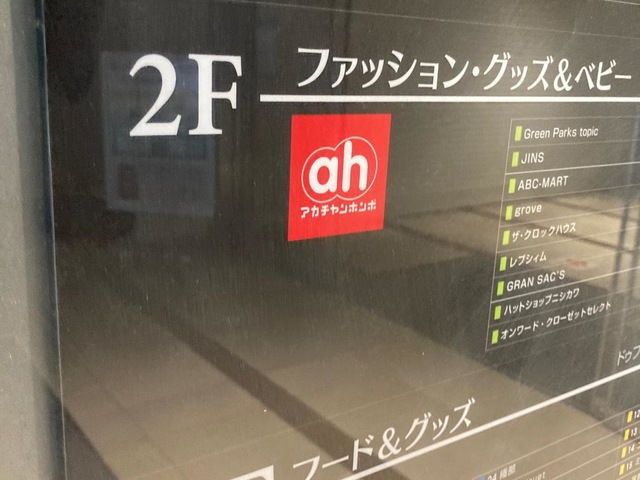 2F ファッション・グッズ&ベビー
ah
アカチャンホンポ
Green Parks topic
JINS
ABC-MART
grove
ザ・クロックハウス
レプシィム
GRAN SAC'S
ハットショップニシカワ
オンワード・クローゼットセレクト
フード&グッズ
12
13
14